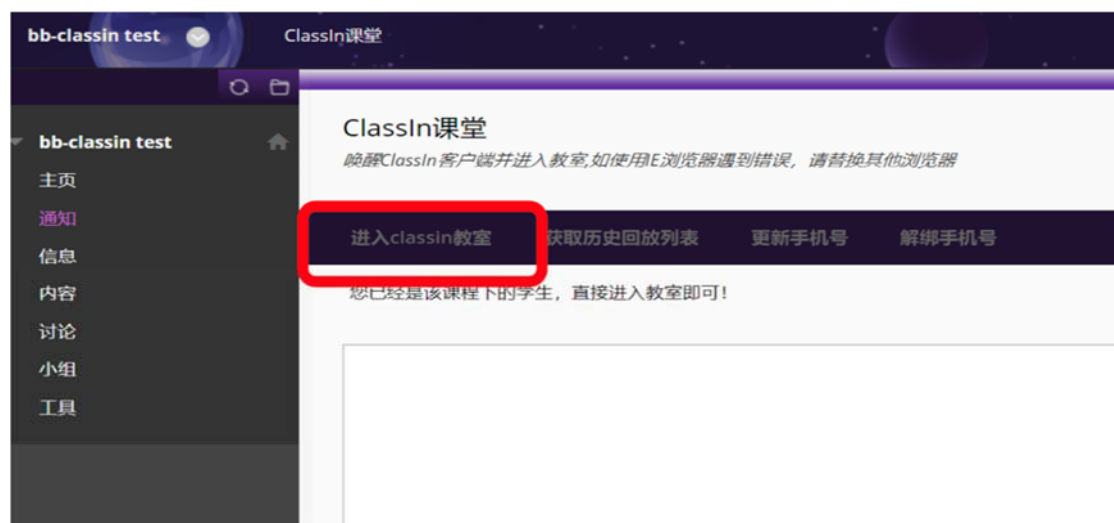 bb-classin test
ClassIn课堂
bb-classin test
主页
通知
信息
内容
讨论
小组
工具
ClassIn课堂
唤醒ClassIn客户端并进入教室,如使用IE浏览器遇到错误，请替换其他浏览器
进入classin教室 获取历史回放列表 更新手机号 解绑手机号
您已经是该课程下的学生，直接进入教室即可！